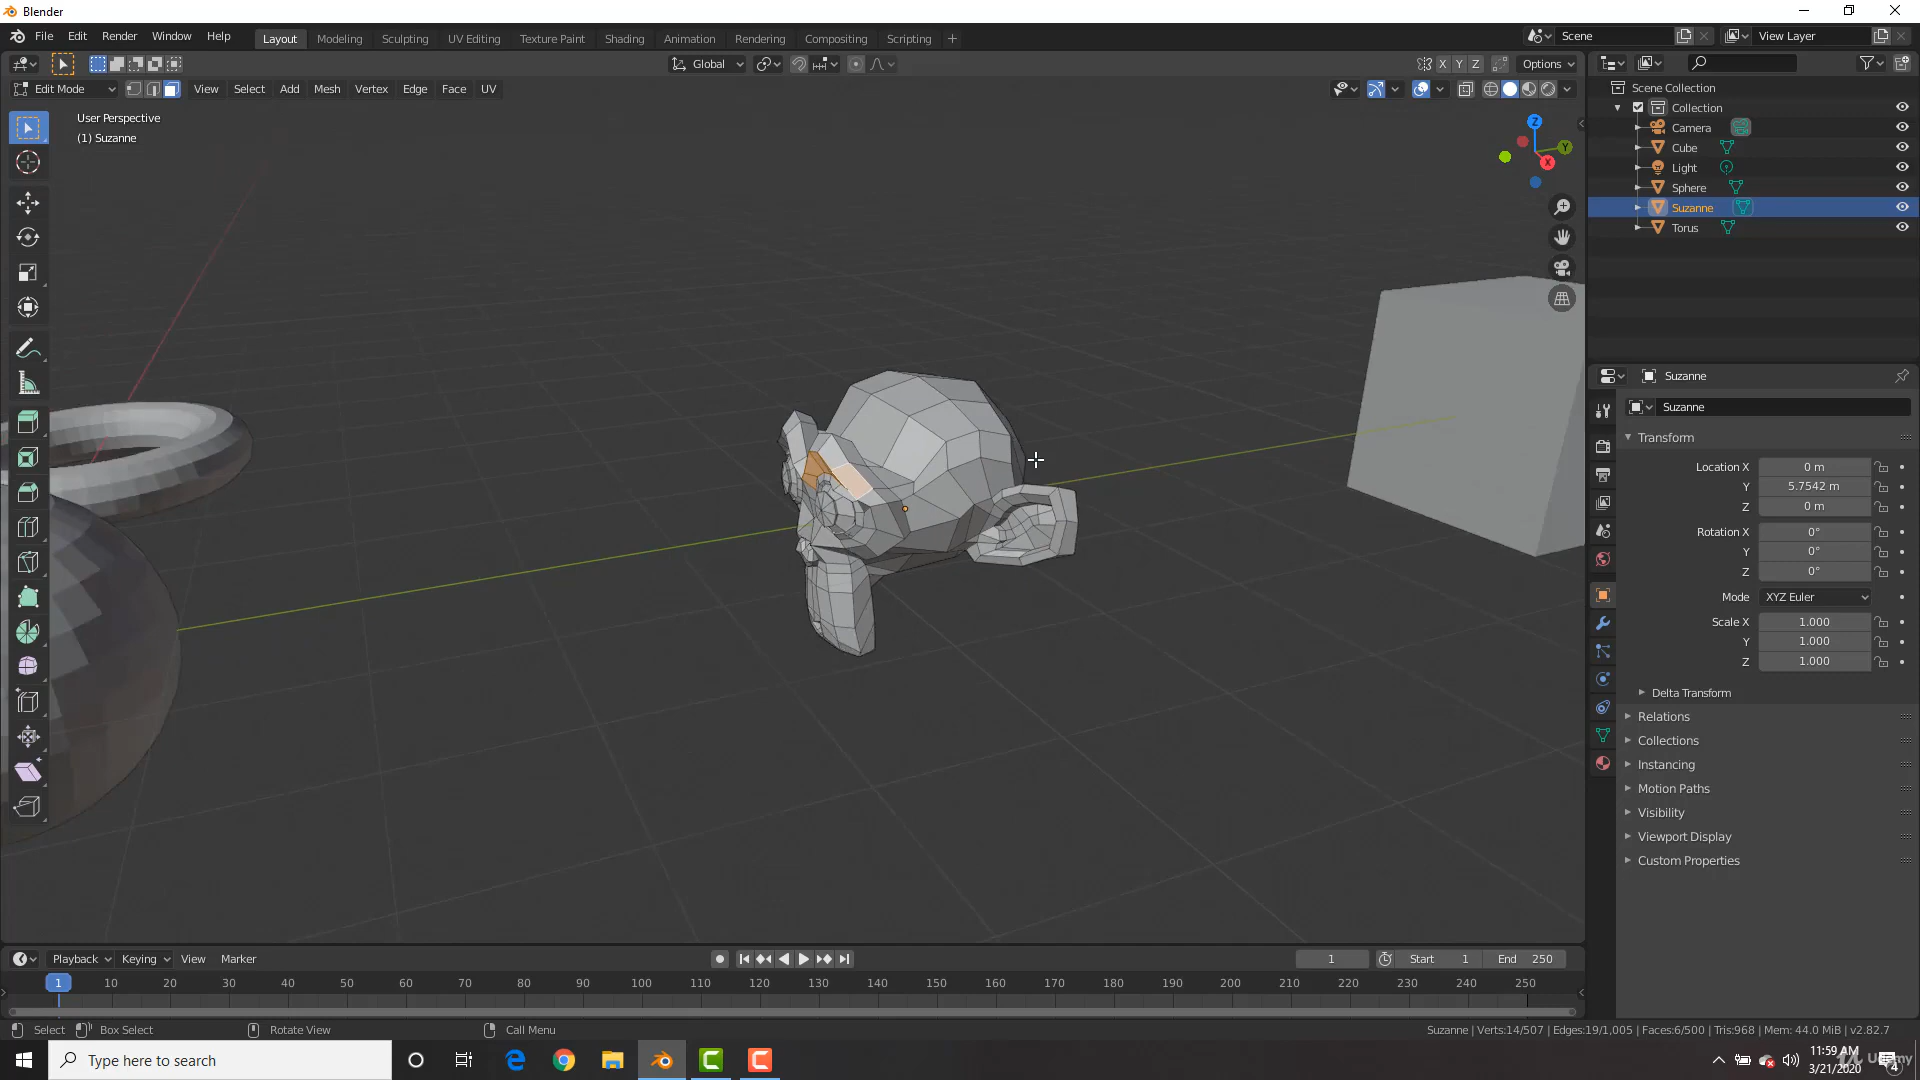 Blender
File Edit Render Window Help
Layout Modeling Sculpting UV Editing Texture Paint Shading Animation Rendering Compositing Scripting +
Scene
View Layer
Global
X Y Z
Options
Edit Mode
View Select Add Mesh Vertex Edge Face UV
User Perspective
(1) Suzanne
Z
Y
X
Scene Collection
Collection
Camera
Cube
Light
Sphere
Suzanne
Torus
Suzanne
Suzanne
Transform
Location X 0 m
Y 5.7542 m
Z 0 m
Rotation X 0°
Y 0°
Z 0°
Mode XYZ Euler
Scale X 1.000
Y 1.000
Z 1.000
Delta Transform
Relations
Collections
Instancing
Motion Paths
Visibility
Viewport Display
Custom Properties
Playback Keying View Marker
1 Start 1 End 250
1 10 20 30 40 50 60 70 80 90 100 110 120 130 140 150 160 170 180 190 200 210 220 230 240 250
Select Box Select Rotate View Call Menu
Suzanne | Verts:14/507 | Edges:19/1,005 | Faces:6/500 | Tris:968 | Mem: 44.0 MiB | v2.82.7
Type here to search
11:59 AM
3/21/2020
Udemy
4